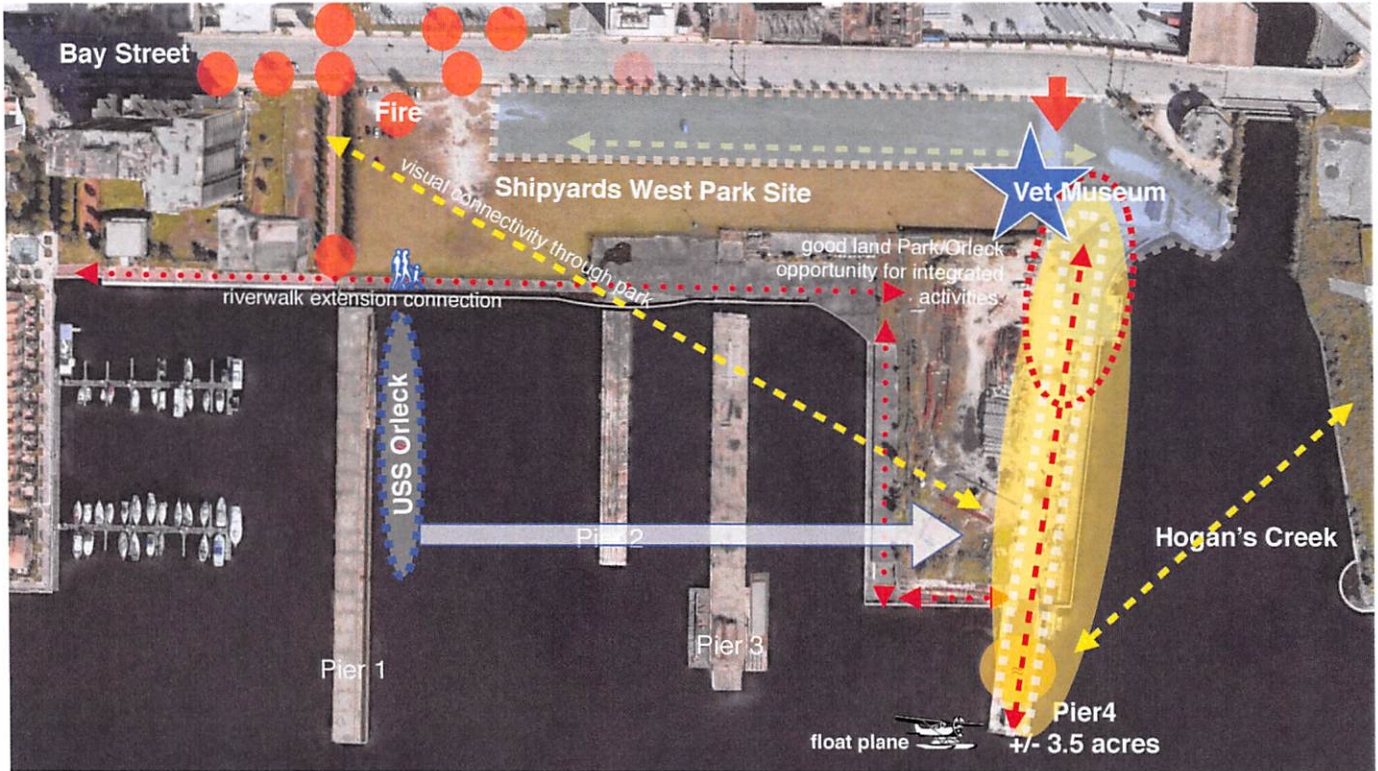 Bay Street
Fire
visual connectivity through park
Shipyards West Park Site
Vet Museum
good land Park/Orleck
opportunity for integrated
activities.
riverwalk extension connection
USS Orleck
Pier 2
Hogan's Creek
Pier 3
Pier 1
Pier4
+/- 3.5 acres
float plane